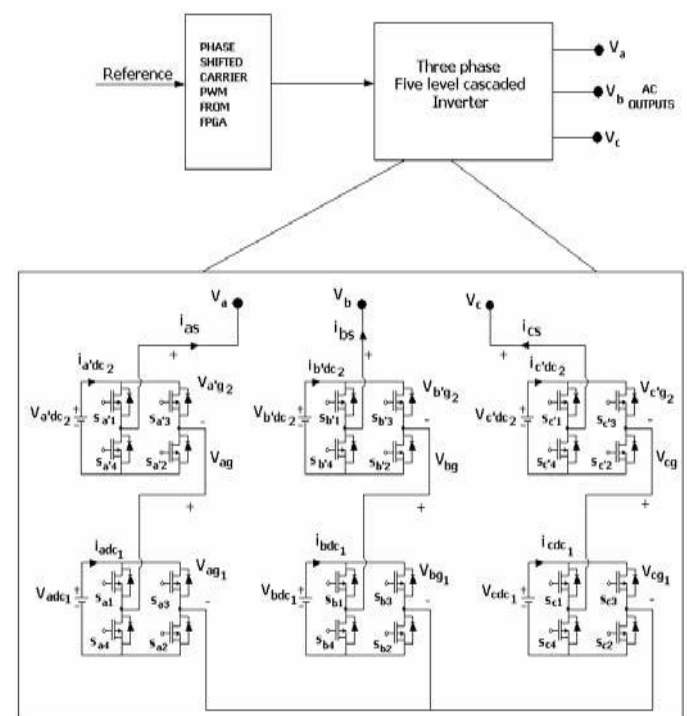 PHASE
SHIFTED
CARRIER
PWM
FROM
FPGA
Reference
Three phase
Five level cascaded
Inverter
Va
Vb
AC
OUTPUTS
Vc
Va
Vb
Vc
ias
ibs
ics
+
+
+
ia'dc2
Va'g2
ib'dc2
Vb'g2
ic'dc2
Vc'g2
Va'dc2
+
-
Sa'1
Sa'3
-
Vb'dc2
+
-
Sb'1
Sb'3
-
Vc'dc2
+
-
Sc'1
Sc'3
-
Sa'4
Sa'2
Vag
Sb'4
Sb'2
Vbg
Sc'4
Sc'2
Vcg
+
+
+
iadc1
Vag1
ibdc1
Vbg1
icdc1
Vcg1
Vadc1
+
-
Sa1
Sa3
-
Vbdc1
+
-
Sb1
Sb3
-
Vcdc1
+
-
Sc1
Sc3
-
Sa4
Sa2
Sb4
Sb2
Sc4
Sc2